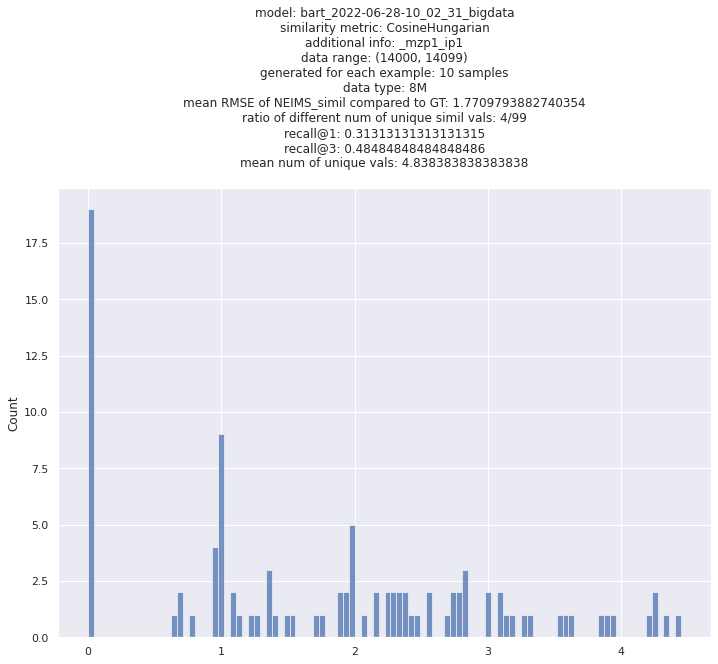 model: bart_2022-06-28-10_02_31_bigdata
similarity metric: CosineHungarian
additional info: _mzp1_ip1
data range: (14000, 14099)
generated for each example: 10 samples
data type: 8M
mean RMSE of NEIMS_simil compared to GT: 1.7709793882740354
ratio of different num of unique simil vals: 4/99
recall@1: 0.31313131313131315
recall@3: 0.48484848484848486
mean num of unique vals: 4.838383838383838
17.5
15.0
12.5
10.0
7.5
5.0
2.5
0.0
Count
0 1 2 3 4